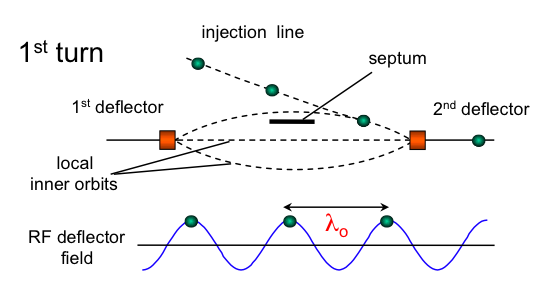 injection line
1st turn
septum
1st deflector
2nd deflector
local
inner orbits
λo
RF deflector
field